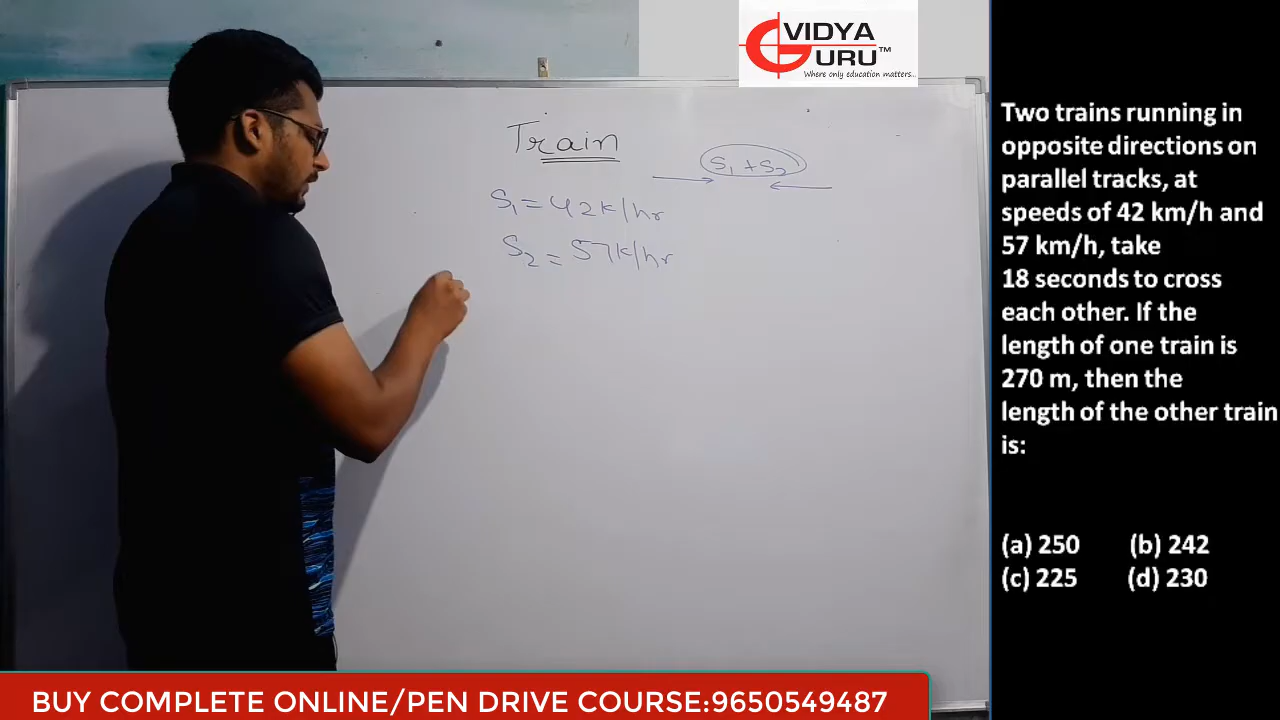 VIDYA
GURU™
Where only education matters...
Train
S₁ + S₂
S₁ = 42k/hr
S₂ = 57k/hr
Two trains running in
opposite directions on
parallel tracks, at
speeds of 42 km/h and
57 km/h, take
18 seconds to cross
each other. If the
length of one train is
270 m, then the
length of the other train
is:
(a) 250 (b) 242
(c) 225 (d) 230
BUY COMPLETE ONLINE/PEN DRIVE COURSE:9650549487